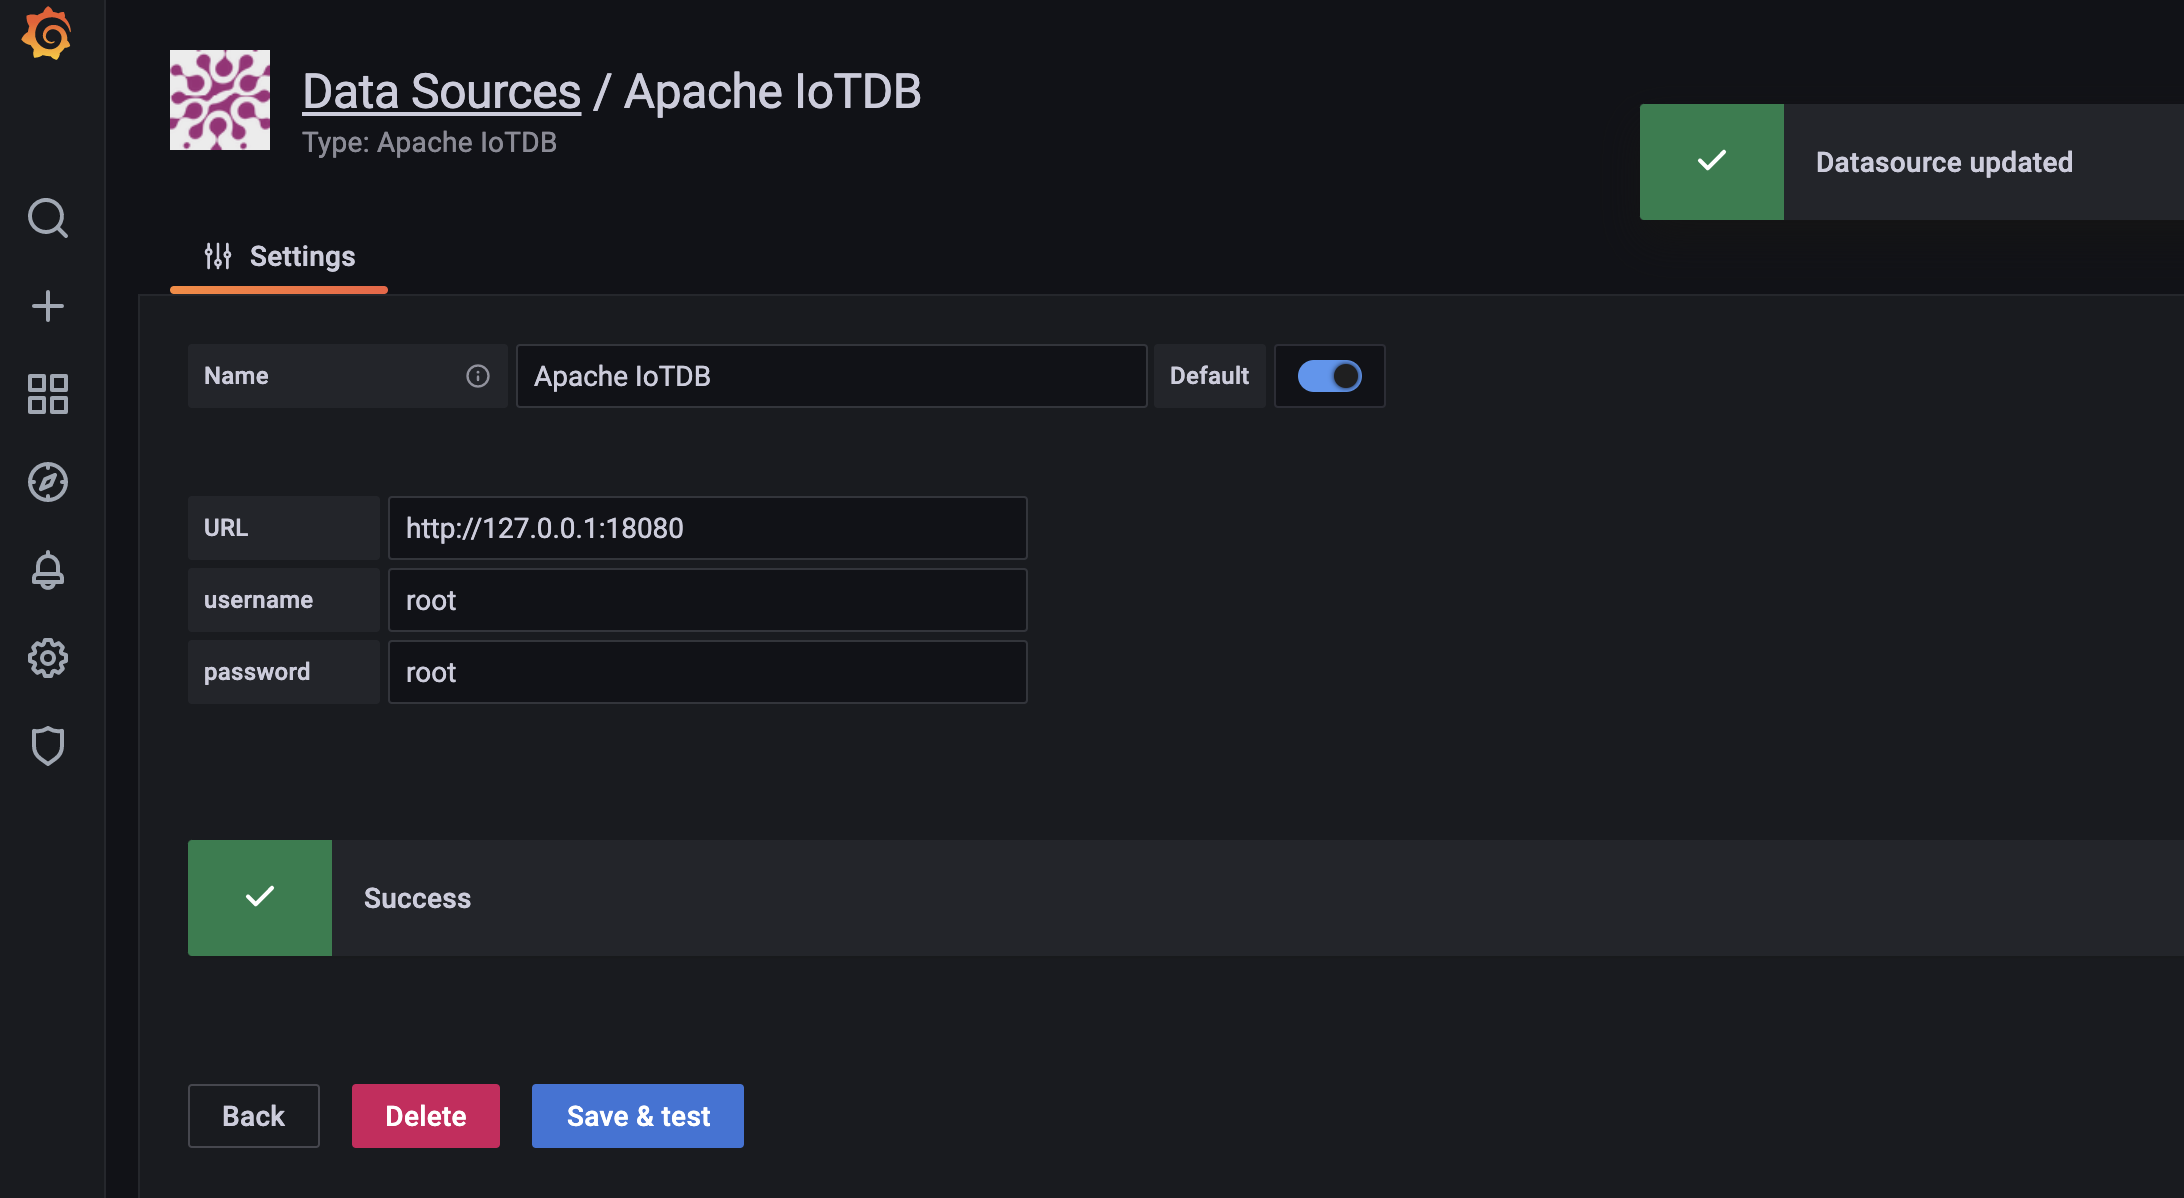 Data Sources / Apache IoTDB
Type: Apache IoTDB
Datasource updated
Settings
Name Apache IoTDB Default
URL http://127.0.0.1:18080
username root
password root
Success
Back Delete Save & test